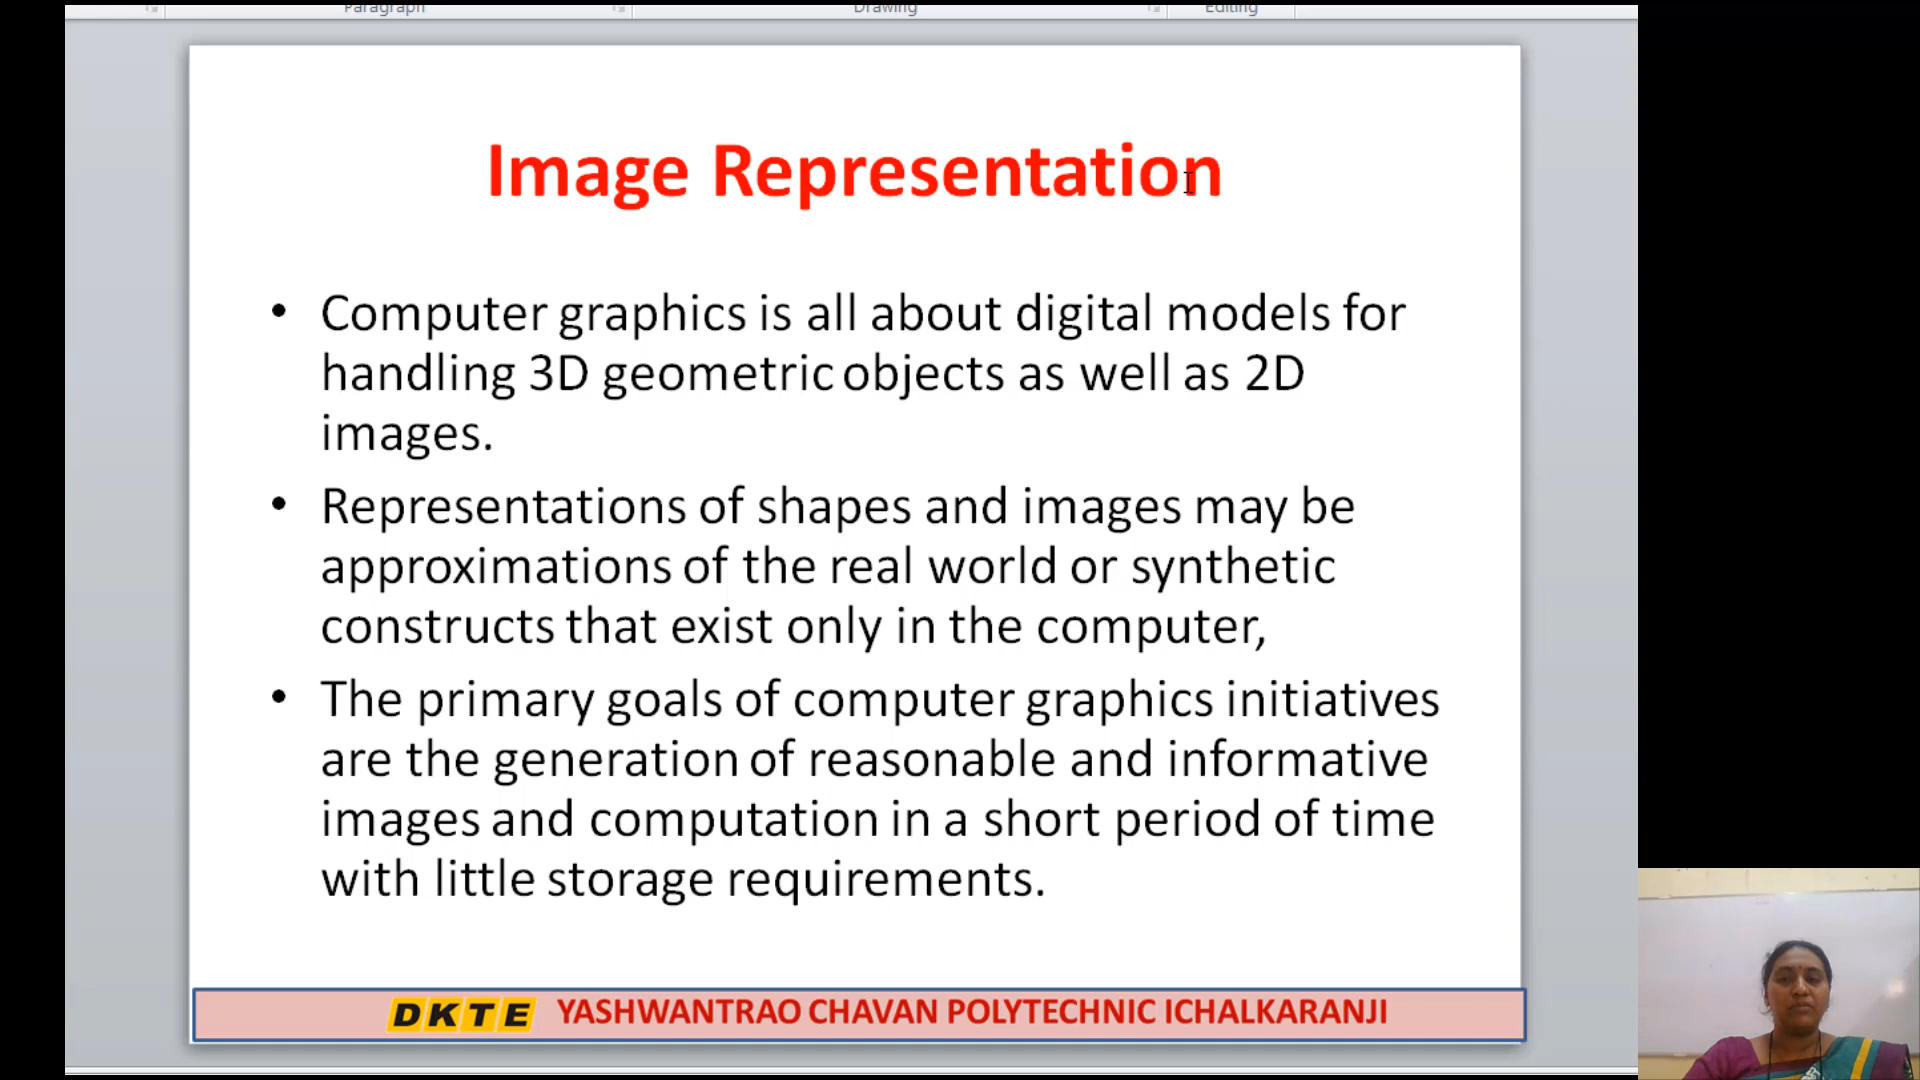 Paragraph Drawing Editing
Image Representation
• Computer graphics is all about digital models for
handling 3D geometric objects as well as 2D
images.
• Representations of shapes and images may be
approximations of the real world or synthetic
constructs that exist only in the computer,
• The primary goals of computer graphics initiatives
are the generation of reasonable and informative
images and computation in a short period of time
with little storage requirements.
DKTE YASHWANTRAO CHAVAN POLYTECHNIC ICHALKARANJI